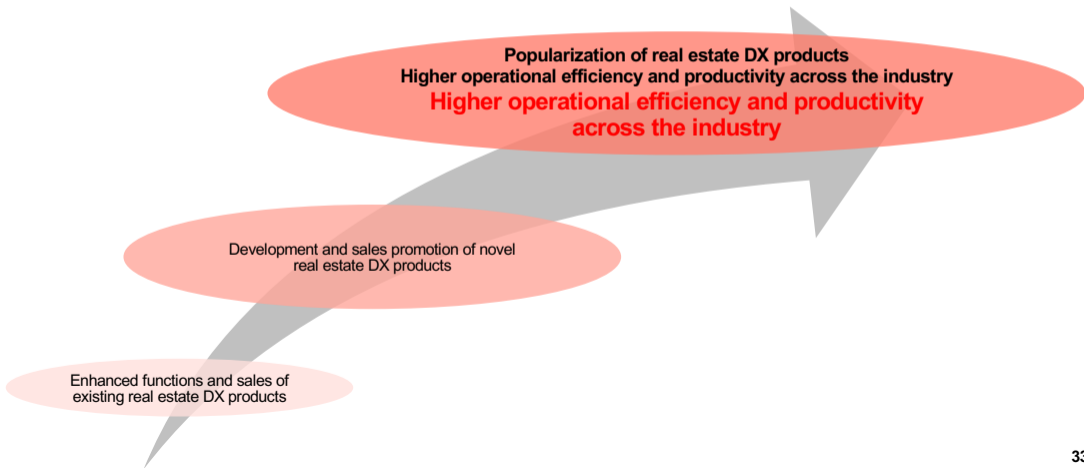 Popularization of real estate DX products
Higher operational efficiency and productivity across the industry
Higher operational efficiency and productivity
across the industry
Development and sales promotion of novel
real estate DX products
Enhanced functions and sales of
existing real estate DX products
33